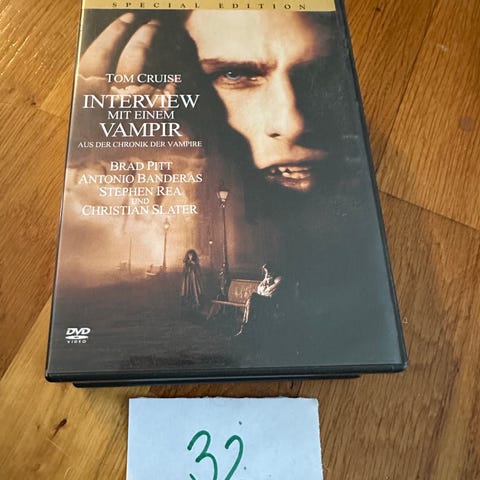 SPECIAL EDITION
TOM CRUISE
INTERVIEW
MIT EINEM
VAMPIR
AUS DER CHRONIK DER VAMPIRE
BRAD PITT
ANTONIO BANDERAS
STEPHEN REA
UND
CHRISTIAN SLATER
DVD
VIDEO
32